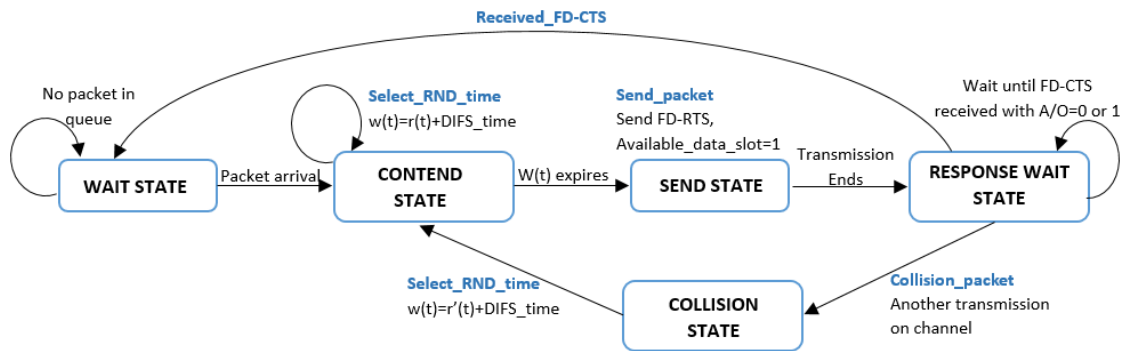 Received_FD-CTS
No packet in
queue
Select_RND_time
w(t)=r(t)+DIFS_time
Send_packet
Send FD-RTS,
Available_data_slot=1
Wait until FD-CTS
received with A/O=0 or 1
WAIT STATE
Packet arrival
CONTEND
STATE
W(t) expires
SEND STATE
Transmission
Ends
RESPONSE WAIT
STATE
Select_RND_time
w(t)=r’(t)+DIFS_time
COLLISION
STATE
Collision_packet
Another transmission
on channel